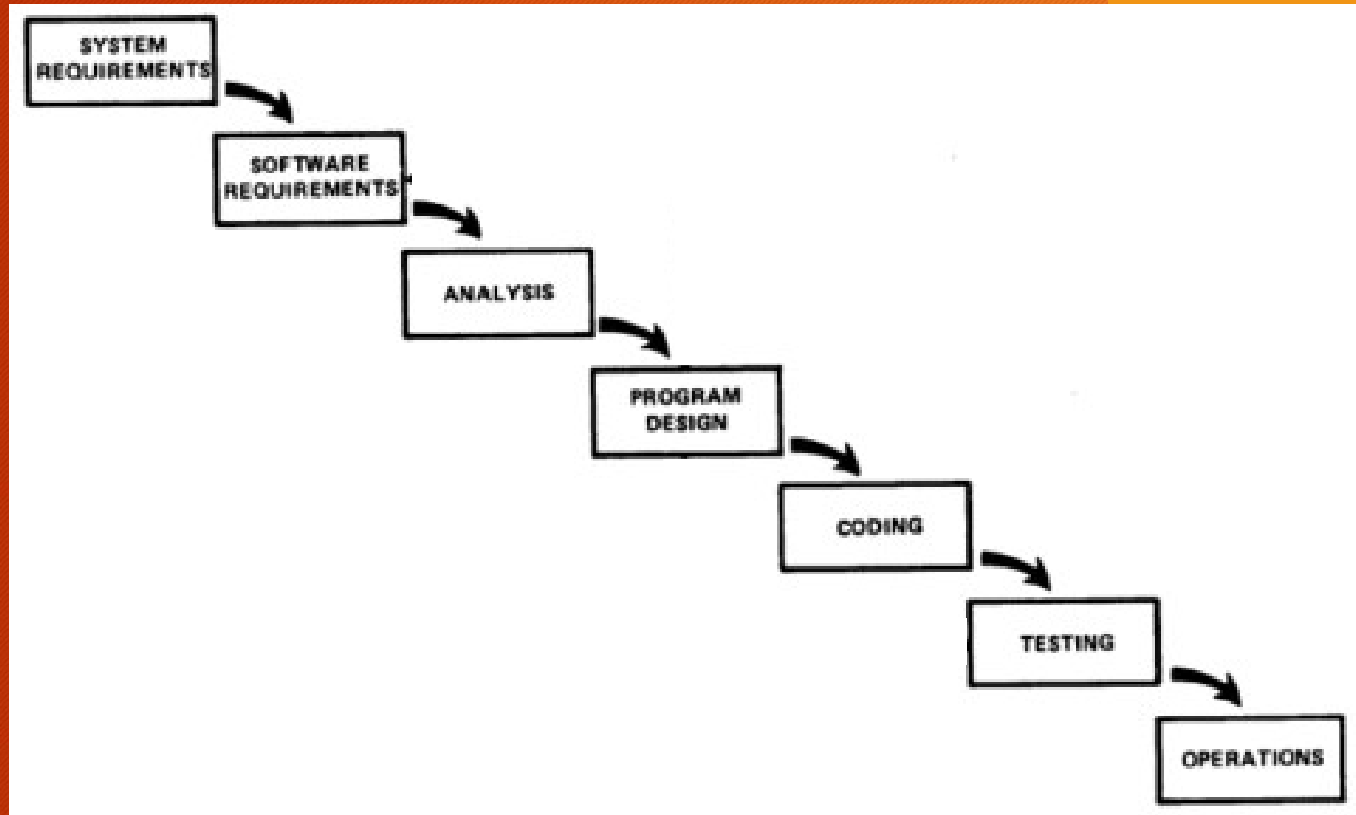 SYSTEM
REQUIREMENTS
SOFTWARE
REQUIREMENTS
ANALYSIS
PROGRAM
DESIGN
CODING
TESTING
OPERATIONS